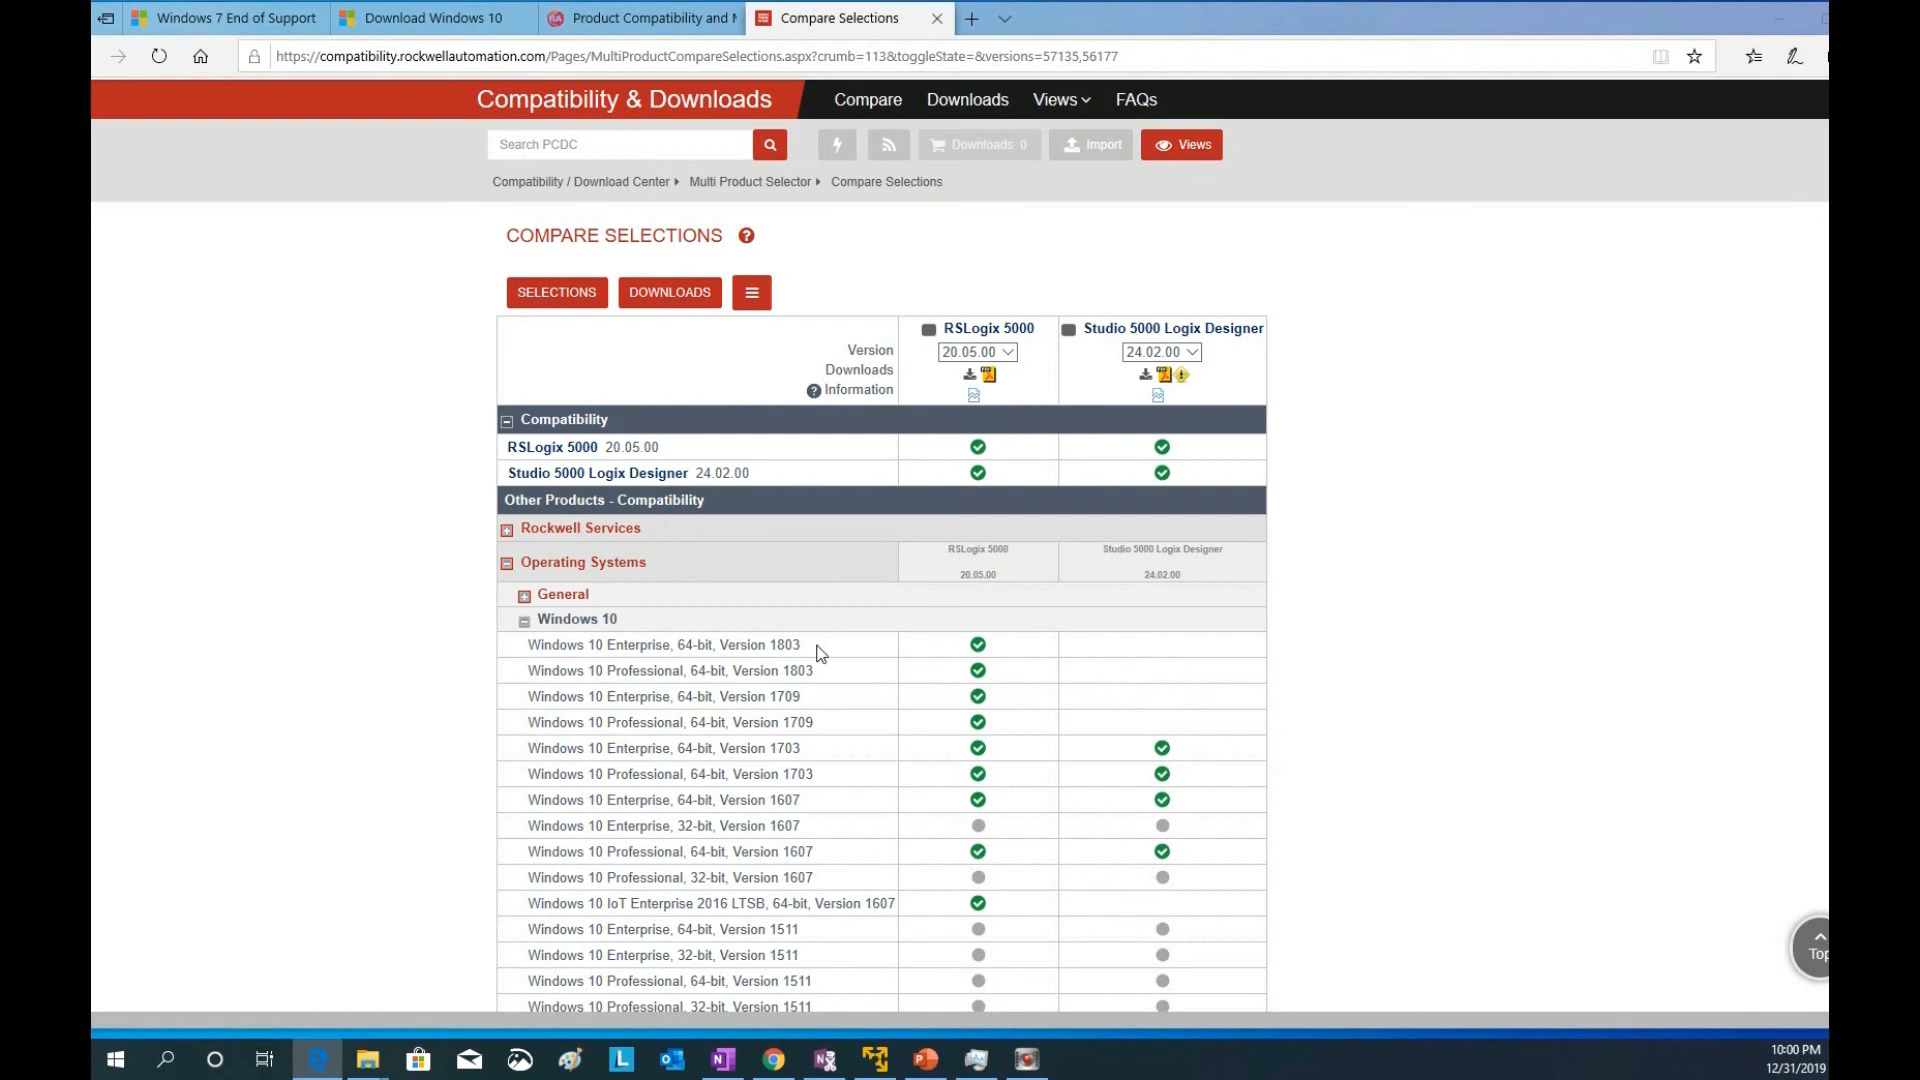 Windows 7 End of Support
Download Windows 10
Product Compatibility and
Compare Selections
https://compatibility.rockwellautomation.com/Pages/MultiProductCompareSelections.aspx?crumb=113&toggleState=&versions=57135,56177
Compatibility & Downloads
Compare
Downloads
Views
FAQs
Search PCDC
Downloads 0
Import
Views
Compatibility / Download Center
Multi Product Selector
Compare Selections
COMPARE SELECTIONS
SELECTIONS
DOWNLOADS
RSLogix 5000
Studio 5000 Logix Designer
Version
20.05.00
24.02.00
Downloads
Information
Compatibility
RSLogix 5000 20.05.00
Studio 5000 Logix Designer 24.02.00
Other Products - Compatibility
Rockwell Services
Operating Systems
RSLogix 5000
20.05.00
Studio 5000 Logix Designer
24.02.00
General
Windows 10
Windows 10 Enterprise, 64-bit, Version 1803
Windows 10 Professional, 64-bit, Version 1803
Windows 10 Enterprise, 64-bit, Version 1709
Windows 10 Professional, 64-bit, Version 1709
Windows 10 Enterprise, 64-bit, Version 1703
Windows 10 Professional, 64-bit, Version 1703
Windows 10 Enterprise, 64-bit, Version 1607
Windows 10 Enterprise, 32-bit, Version 1607
Windows 10 Professional, 64-bit, Version 1607
Windows 10 Professional, 32-bit, Version 1607
Windows 10 IoT Enterprise 2016 LTSB, 64-bit, Version 1607
Windows 10 Enterprise, 64-bit, Version 1511
Windows 10 Enterprise, 32-bit, Version 1511
Windows 10 Professional, 64-bit, Version 1511
Windows 10 Professional, 32-bit, Version 1511
Top
10:00 PM
12/31/2019